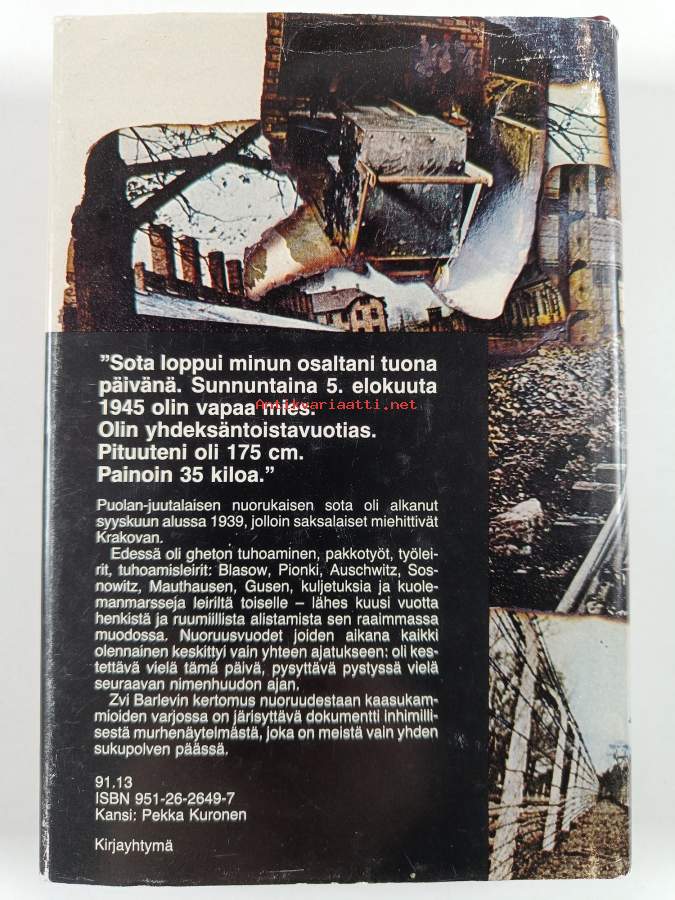 ”Sota loppui minun osaltani tuona
päivänä. Sunnuntaina 5. elokuuta
1945 olin vapaa mies.
Antikvariaatti.net
Olin yhdeksäntoistavuotias.
Pituuteni oli 175 cm.
Painoin 35 kiloa.”
Puolan-juutalaisen nuorukaisen sota oli alkanut
syyskuun alussa 1939, jolloin saksalaiset miehittivät
Krakovan.
Edessä oli gheton tuhoaminen, pakkotyöt, työlei-
rit, tuhoamisleirit: Blasow, Pionki, Auschwitz, Sos-
nowitz, Mauthausen, Gusen, kuljetuksia ja kuole-
manmarsseja leiriltä toiselle – lähes kuusi vuotta
henkistä ja ruumiillista alistamista sen raaimmassa
muodossa. Nuoruusvuodet joiden aikana kaikki
olennainen keskittyi vain yhteen ajatukseen: oli kes-
tettävä vielä tämä päivä, pysyttävä pystyssä vielä
seuraavan nimenhuudon ajan.
Zvi Barlevin kertomus nuoruudestaan kaasukam-
mioiden varjossa on järisyttävä dokumentti inhimilli-
sestä murhenäytelmästä, joka on meistä vain yhden
sukupolven päässä.
91.13
ISBN 951-26-2649-7
Kansi: Pekka Kuronen
Kirjayhtymä